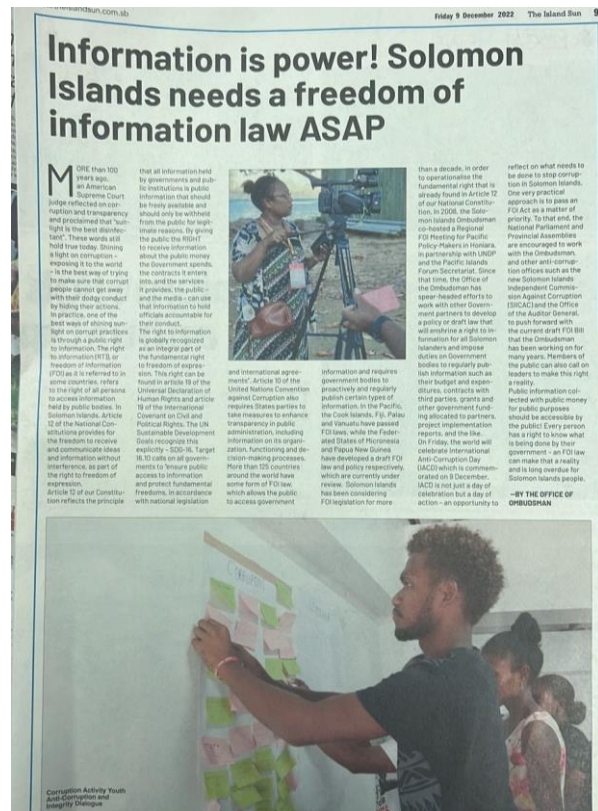 Friday 9 December 2022
The Island Sun
9
Information is power! Solomon
Islands needs a freedom of
information law ASAP
MORE than 100
years ago,
an American
Supreme Court
judge reflected on cor-
ruption and transparency
and proclaimed that "sun-
light is the best disinfec-
tant". These words still
hold true today. Shining
a light on corruption -
exposing it to the world
- is the best way of trying
to make sure that corrupt
people cannot get away
with their dodgy conduct
by hiding their actions.
In practice, one of the
best ways of shining sun-
light on corrupt practices
is through a public right
to information. The right
to information (RTI), or
freedom of information
(FOI) as it is referred to in
some countries, refers
to the right of all persons
to access information
held by public bodies. In
Solomon Islands, Article
12 of the National Con-
stitutions provides for
the freedom to receive
and communicate ideas
and information without
interference, as part of
the right to freedom of
expression.
Article 12 of our Constitu-
tion reflects the principle
that all information held
by governments and pub-
lic institutions is public
information that should
be freely available and
should only be withheld
from the public for legit-
imate reasons. By giving
the public the RIGHT
to receive information
about the public money
the Government spends,
the contracts it enters
into, and the services
it provides, the public -
and the media - can use
that information to hold
officials accountable for
their conduct.
The right to information
is globally recognized
as an integral part of
the fundamental right
to freedom of expres-
sion. This right can be
found in article 19 of the
Universal Declaration of
Human Rights and article
19 of the International
Covenant on Civil and
Political Rights. The UN
Sustainable Development
Goals recognise this
explicitly - SDG-16, Target
16.10 calls on all govern-
ments to "ensure public
access to information
and protect fundamental
freedoms, in accordance
with national legislation
and international agree-
ments". Article 10 of the
United Nations Convention
against Corruption also
requires States parties to
take measures to enhance
transparency in public
administration, including
information on its organi-
zation, functioning and de-
cision-making processes.
More than 125 countries
around the world have
some form of FOI law,
which allows the public
to access government
information and requires
government bodies to
proactively and regularly
publish certain types of
information. In the Pacific,
the Cook Islands, Fiji, Palau
and Vanuatu have passed
FOI laws, while the Feder-
ated States of Micronesia
and Papua New Guinea
have developed a draft FOI
law and policy respectively,
which are currently under
review. Solomon Islands
has been considering
FOI legislation for more
than a decade, in order
to operationalise the
fundamental right that is
already found in Article 12
of our National Constitu-
tion. In 2008, the Solo-
mon Islands Ombudsman
co-hosted a Regional
FOI Meeting for Pacific
Policy-Makers in Honiara,
in partnership with UNDP
and the Pacific Islands
Forum Secretariat. Since
that time, the Office of
the Ombudsman has
spear-headed efforts to
work with other Govern-
ment partners to develop
a policy or draft law that
will enshrine a right to in-
formation for all Solomon
Islanders and impose
duties on Government
bodies to regularly pub-
lish information such as
their budget and expen-
ditures, contracts with
third parties, grants and
other government fund-
ing allocated to partners,
project implementation
reports, and the like.
On Friday, the world will
celebrate International
Anti-Corruption Day
(IACD) which is commem-
orated on 9 December.
IACD is not just a day of
celebration but a day of
action - an opportunity to
reflect on what needs to
be done to stop corrup-
tion in Solomon Islands.
One very practical
approach is to pass an
FOI Act as a matter of
priority. To that end, the
National Parliament and
Provincial Assemblies
are encouraged to work
with the Ombudsman,
and other anti-corrup-
tion offices such as the
new Solomon Islands
Independent Commis-
sion Against Corruption
(SIICAC) and the Office
of the Auditor General,
to push forward with
the current draft FOI Bill
that the Ombudsman
has been working on for
many years. Members of
the public can also call on
leaders to make this right
a reality.
Public information col-
lected with public money
for public purposes
should be accessible by
the public! Every person
has a right to know what
is being done by their
government - an FOI law
can make that a reality
and is long overdue for
Solomon Islands people.
-BY THE OFFICE OF
OMBUDSMAN
Corruption Activity Youth
Anti-Corruption and
Integrity Dialogue